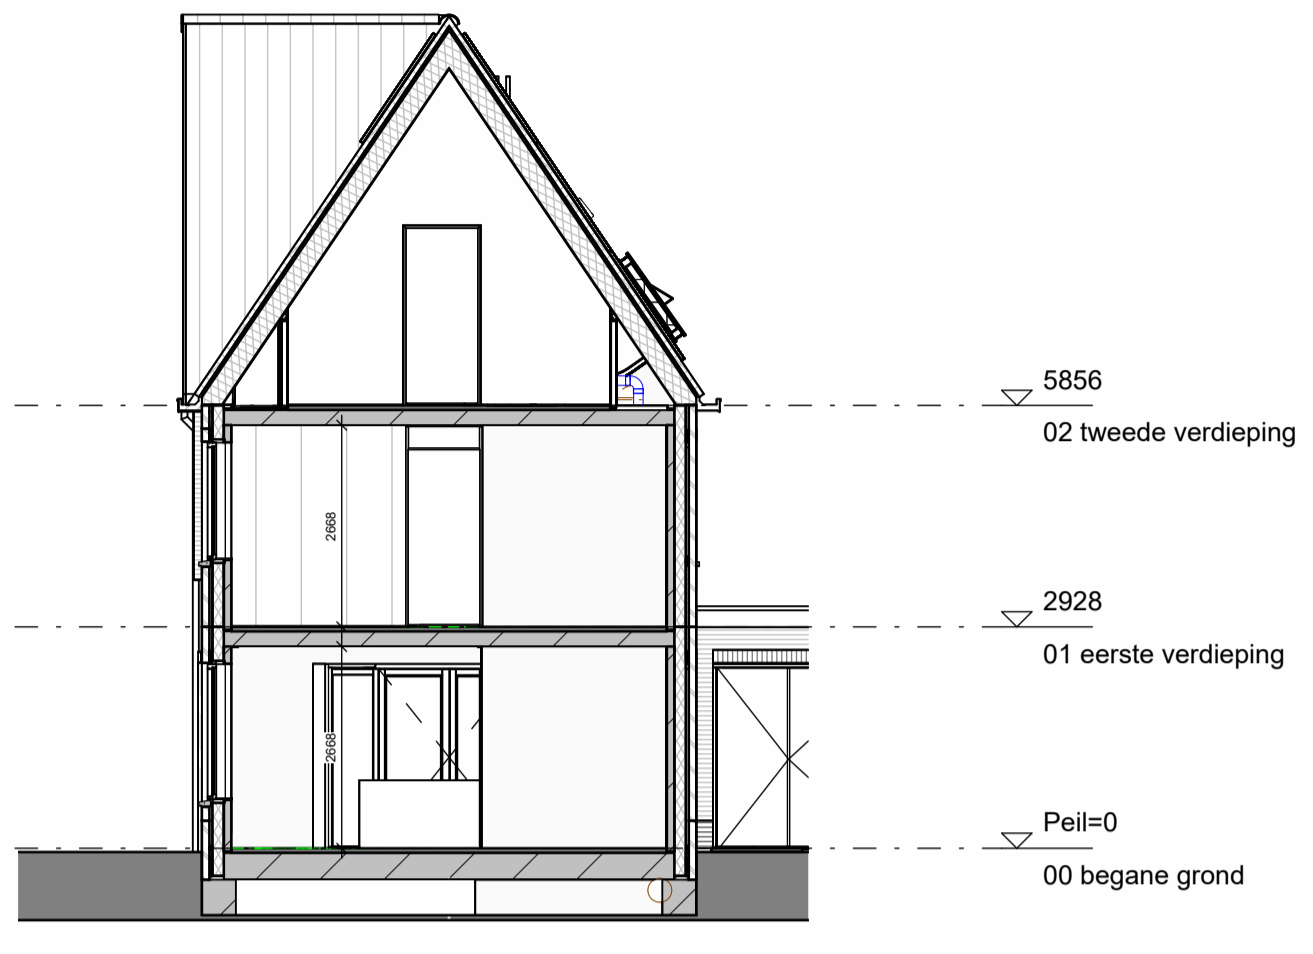 5856
02 tweede verdieping
2668
2928
01 eerste verdieping
2668
Peil=0
00 begane grond